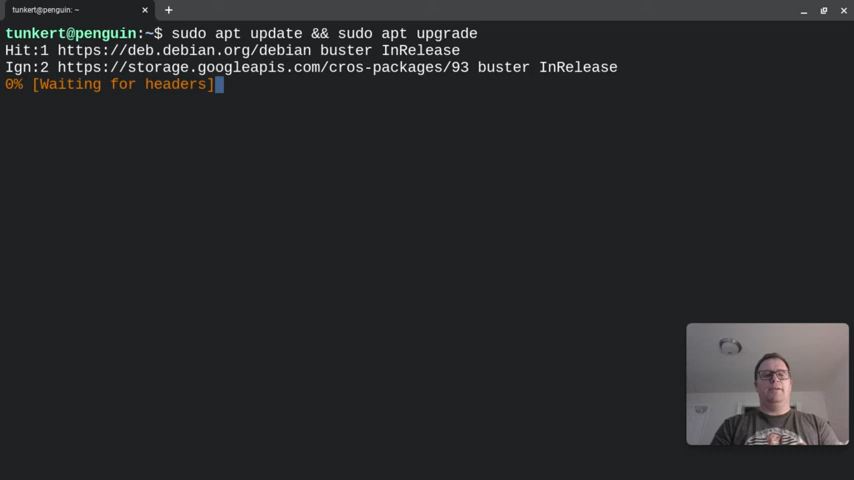 tunkert@penguin: ~
tunkert@penguin:~$ sudo apt update && sudo apt upgrade
Hit:1 https://deb.debian.org/debian buster InRelease
Ign:2 https://storage.googleapis.com/cros-packages/93 buster InRelease
0% [Waiting for headers]